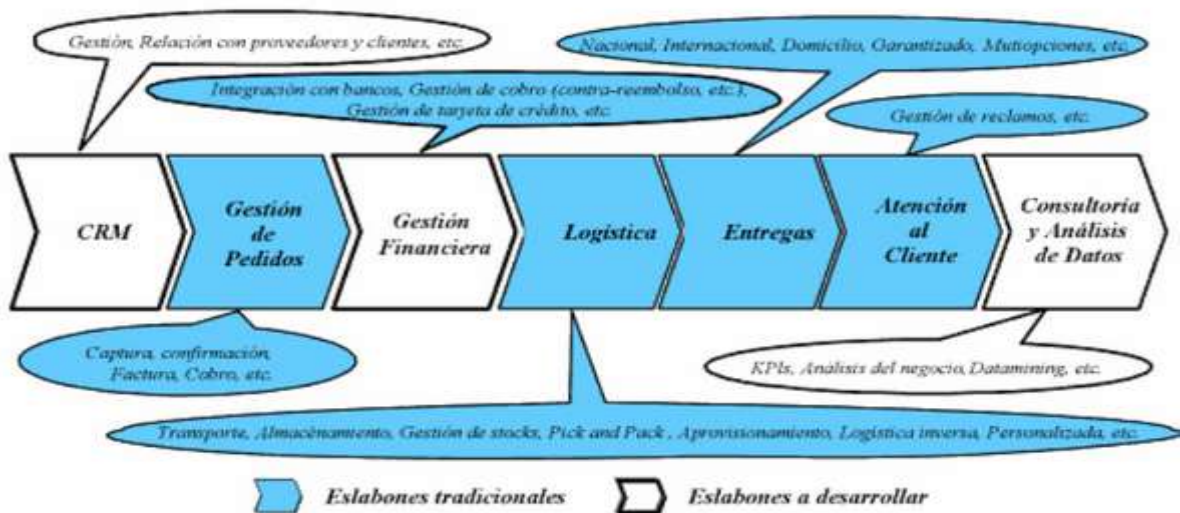 Gestión, Relación con proveedores y clientes, etc.
Nacional, Internacional, Domicilio, Garantizado, Mutiopciones, etc.
Integración con bancos, Gestión de cobro (contra-reembolso, etc.),
Gestión de tarjeta de crédito, etc.
Gestión de reclamos, etc.
CRM
Gestión
de
Pedidos
Gestión
Financiera
Logística
Entregas
Atención
al
Cliente
Consultoría
y Análisis
de Datos
Captura, confirmación,
Factura, Cobro, etc.
KPIs, Análisis del negocio, Datamining, etc.
Transporte, Almacénamiento, Gestión de stocks, Pick and Pack , Aprovisionamiento, Logística inversa, Personalizada, etc.
Eslabones tradicionales
Eslabones a desarrollar